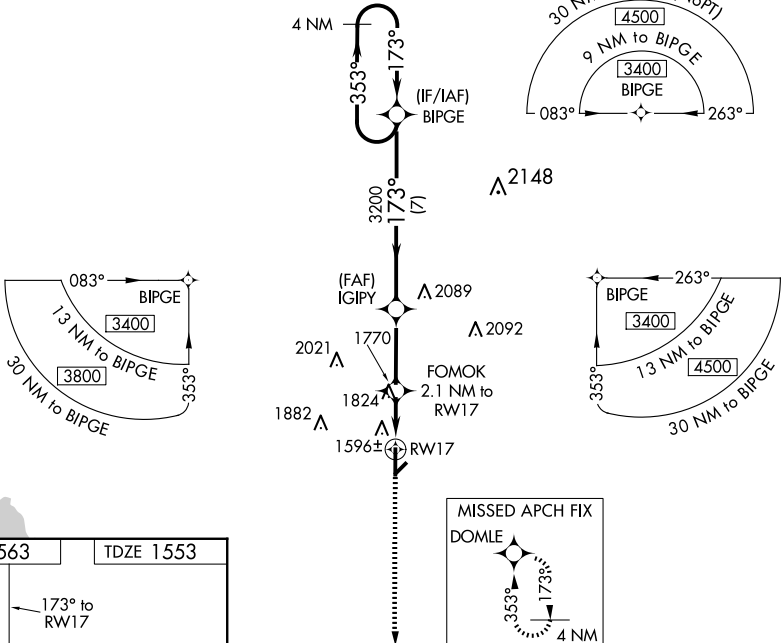 30 NM
(NoPT)
4500
9 NM to BIPGE
3400
BIPGE
083°
263°
4 NM
353°
173°
(IF/IAF)
BIPGE
2148
3200
173°
(7)
083°
BIPGE
3400
13 NM to BIPGE
3800
30 NM to BIPGE
353°
(FAF)
IGIPY
2089
2092
1770
2021
FOMOK
2.1 NM to
RW17
1824
1882
1596±
RW17
263°
BIPGE
3400
13 NM to BIPGE
4500
30 NM to BIPGE
353°
MISSED APCH FIX
DOMLE
353°
173°
4 NM
563
TDZE 1553
173° to
RW17